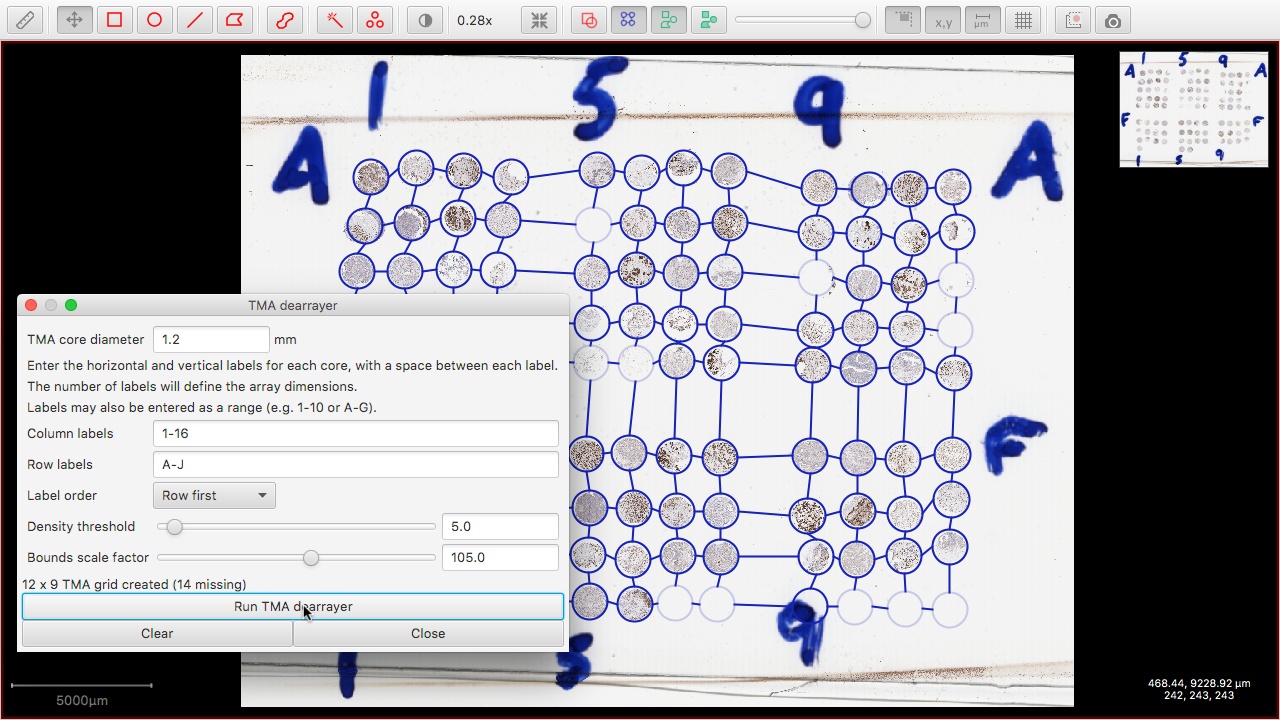 0.28x
x,y
μm
1 5 9
A A
1 5 9
A A
F F
1 5 9
TMA dearrayer
TMA core diameter 1.2 mm
Enter the horizontal and vertical labels for each core, with a space between each label.
The number of labels will define the array dimensions.
Labels may also be entered as a range (e.g. 1-10 or A-G).
Column labels 1-16
Row labels A-J
Label order Row first
Density threshold 5.0
Bounds scale factor 105.0
12 x 9 TMA grid created (14 missing)
Run TMA dearrayer
Clear Close
F
1 5 9
5000μm
468.44, 9228.92 μm
242, 243, 243